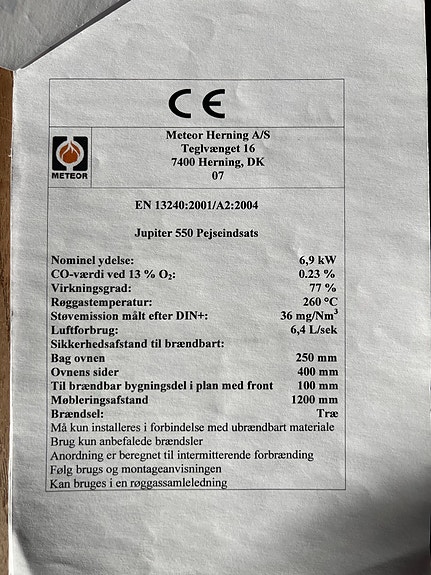 CE
Meteor Herning A/S
Teglvænget 16
7400 Herning, DK
07
METEOR
EN 13240:2001/A2:2004
Jupiter 550 Pejseindsats
Nominel ydelse: 6,9 kW
CO-værdi ved 13 % O₂: 0.23 %
Virkningsgrad: 77 %
Røggastemperatur: 260 °C
Støvemission målt efter DIN+: 36 mg/Nm³
Luftforbrug: 6,4 L/sek
Sikkerhedsafstand til brændbart:
Bag ovnen 250 mm
Ovnens sider 400 mm
Til brændbar bygningsdel i plan med front 100 mm
Møbleringsafstand 1200 mm
Brændsel: Træ
Må kun installeres i forbindelse med ubrændbart materiale
Brug kun anbefalede brændsler
Anordning er beregnet til intermitterende forbrænding
Følg brugs og montageanvisningen
Kan bruges i en røggassamleledning